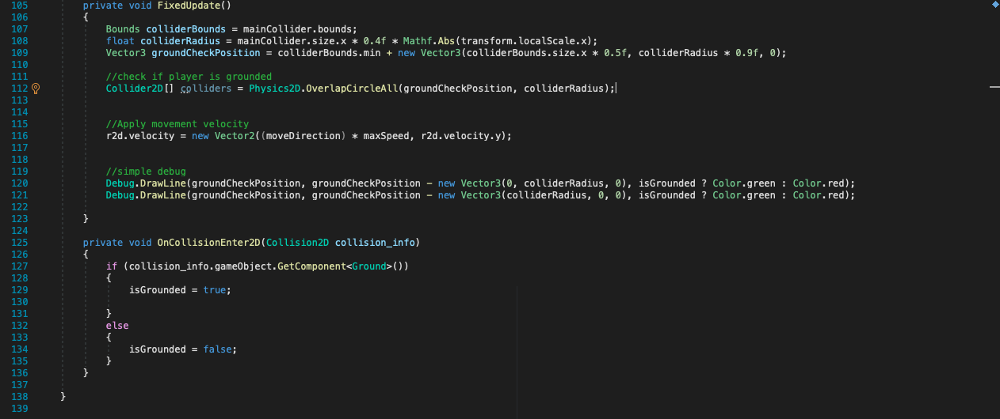 105 private void FixedUpdate()
106 {
107 Bounds colliderBounds = mainCollider.bounds;
108 float colliderRadius = mainCollider.size.x * 0.4f * Mathf.Abs(transform.localScale.x);
109 Vector3 groundCheckPosition = colliderBounds.min + new Vector3(colliderBounds.size.x * 0.5f, colliderRadius * 0.9f, 0);
110
111 //check if player is grounded
112 Collider2D[] colliders = Physics2D.OverlapCircleAll(groundCheckPosition, colliderRadius);
113
114
115 //Apply movement velocity
116 r2d.velocity = new Vector2((moveDirection) * maxSpeed, r2d.velocity.y);
117
118
119 //simple debug
120 Debug.DrawLine(groundCheckPosition, groundCheckPosition - new Vector3(0, colliderRadius, 0), isGrounded ? Color.green : Color.red);
121 Debug.DrawLine(groundCheckPosition, groundCheckPosition - new Vector3(colliderRadius, 0, 0), isGrounded ? Color.green : Color.red);
122
123 }
124
125 private void OnCollisionEnter2D(Collision2D collision_info)
126 {
127 if (collision_info.gameObject.GetComponent<Ground>())
128 {
129 isGrounded = true;
130
131 }
132 else
133 {
134 isGrounded = false;
135 }
136 }
137
138 }
139